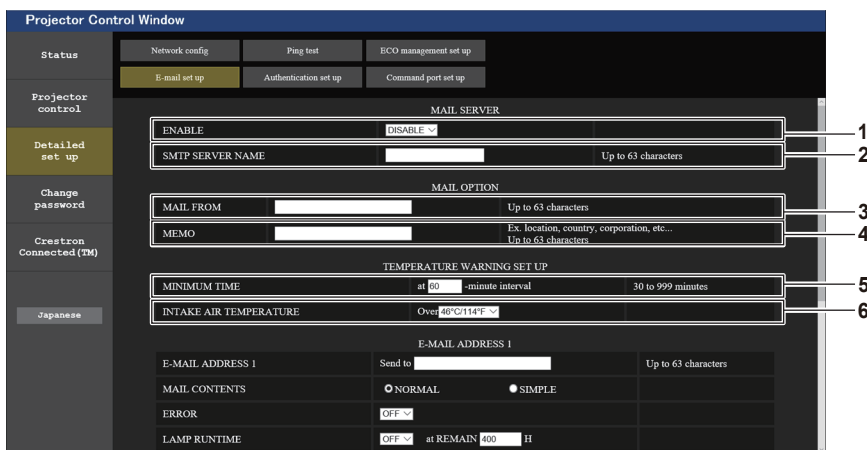 Projector Control Window
Status
Network config Ping test ECO management set up
E-mail set up Authentication set up Command port set up
Projector
control
Detailed
set up
Change
password
Crestron
Connected(TM)
Japanese
MAIL SERVER
ENABLE DISABLE 1
SMTP SERVER NAME Up to 63 characters 2
MAIL OPTION
MAIL FROM Up to 63 characters 3
MEMO Ex. location, country, corporation, etc... 4
Up to 63 characters
TEMPERATURE WARNING SET UP
MINIMUM TIME at 60 -minute interval 30 to 999 minutes 5
INTAKE AIR TEMPERATURE Over 46°C/114°F 6
E-MAIL ADDRESS 1
E-MAIL ADDRESS 1 Send to Up to 63 characters
MAIL CONTENTS NORMAL SIMPLE
ERROR OFF
LAMP RUNTIME OFF at REMAIN 400 H